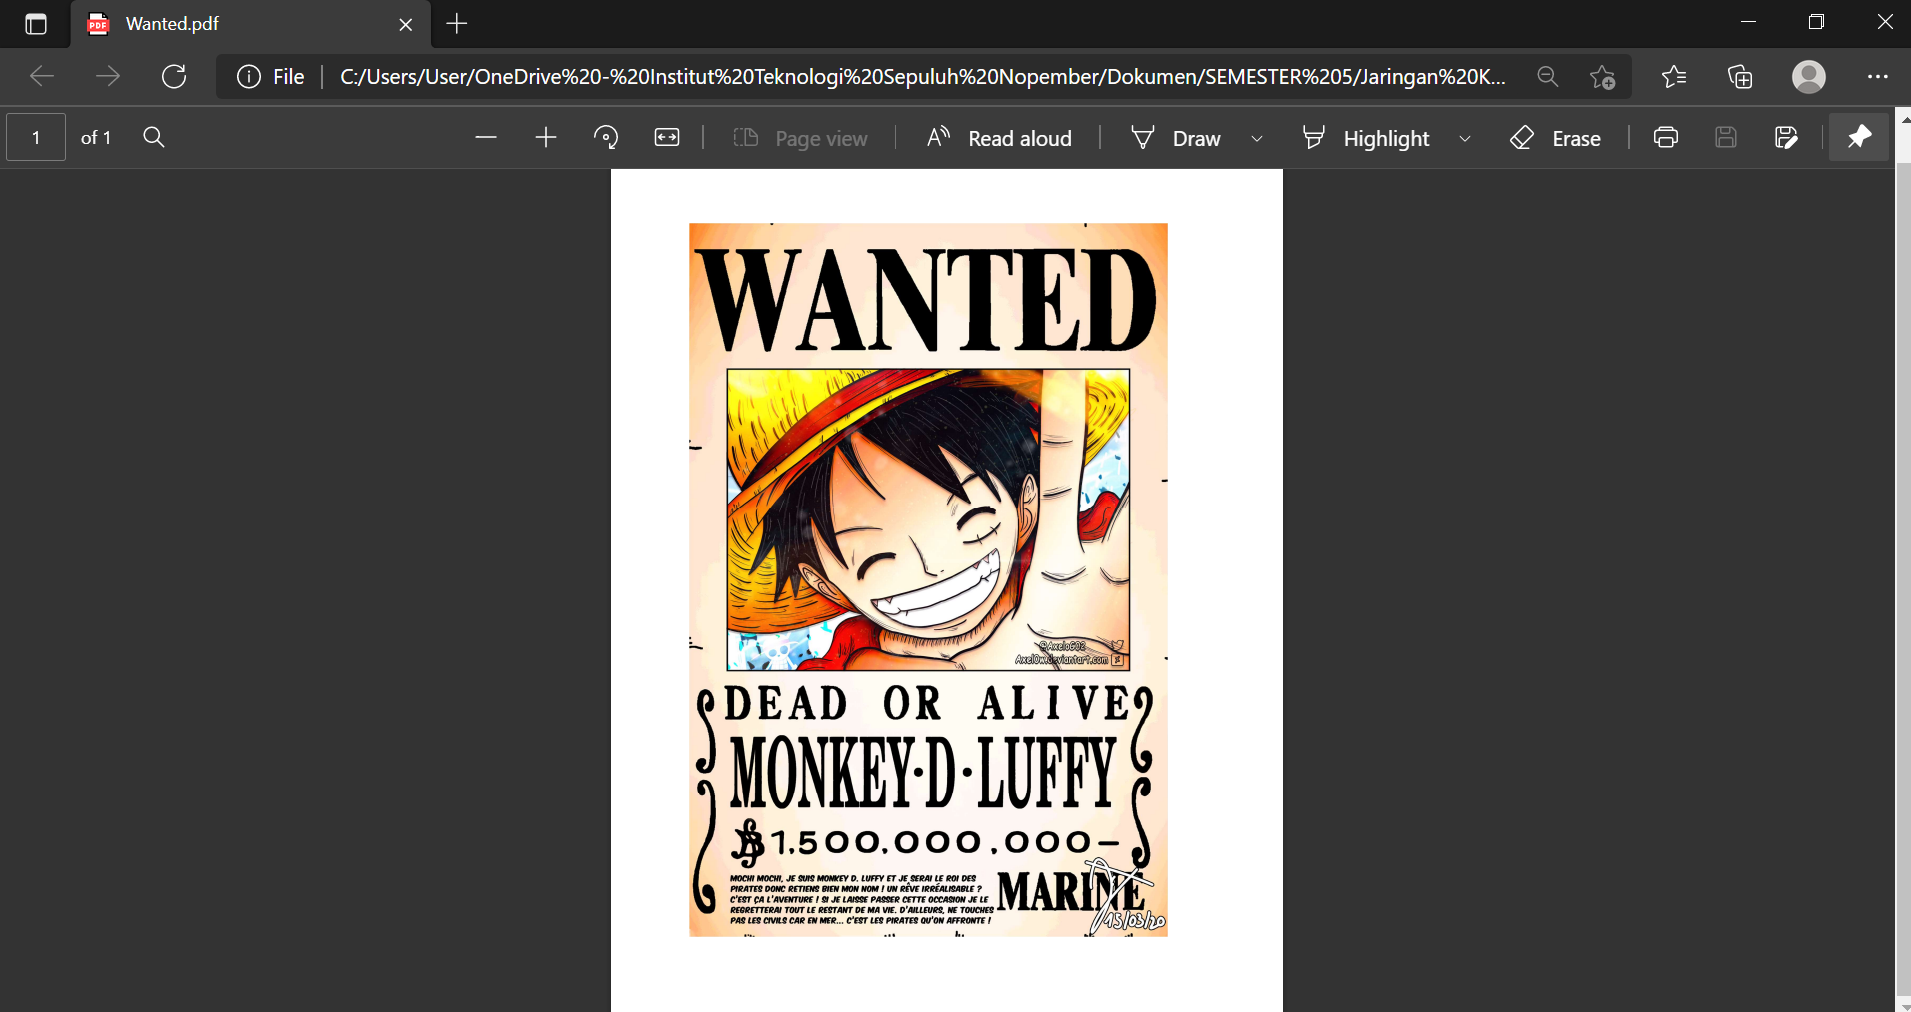 Wanted.pdf
File
C:/Users/User/OneDrive%20-%20Institut%20Teknologi%20Sepuluh%20Nopember/Dokumen/SEMESTER%205/Jaringan%20K...
1 of 1
Page view
Read aloud
Draw
Highlight
Erase
WANTED
@AxeloG02
DEAD OR ALIVE
MONKEY·D·LUFFY
฿1,500,000,000-
MOCHI MOCHI, JE SUIS MONKEY D. LUFFY ET JE SERAI LE ROI DES
PIRATES DONC RETIENS BIEN MON NOM ! UN RÊVE IRRÉALISABLE ?
C'EST ÇA L'AVENTURE ! SI JE LAISSE PASSER CETTE OCCASION JE LE
REGRETTERAI TOUT LE RESTANT DE MA VIE. D'AILLEURS, NE TOUCHES
PAS LES CIVILS CAR EN MER... C'EST LES PIRATES QU'ON AFFRONTE !
MARINE
15/03/20